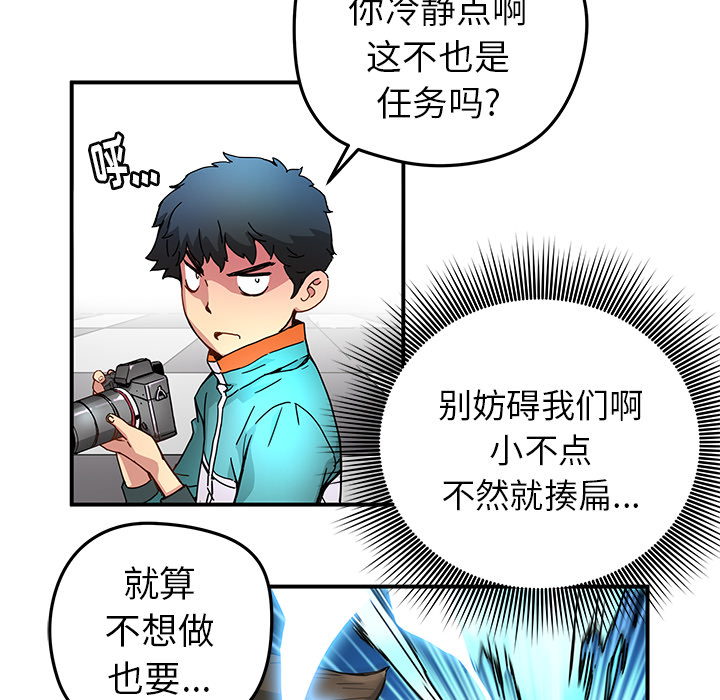 你冷静点啊
这不也是
任务吗?
呼...
别妨碍我们啊
小不点
不然就揍扁...
就算
不想做
也要...